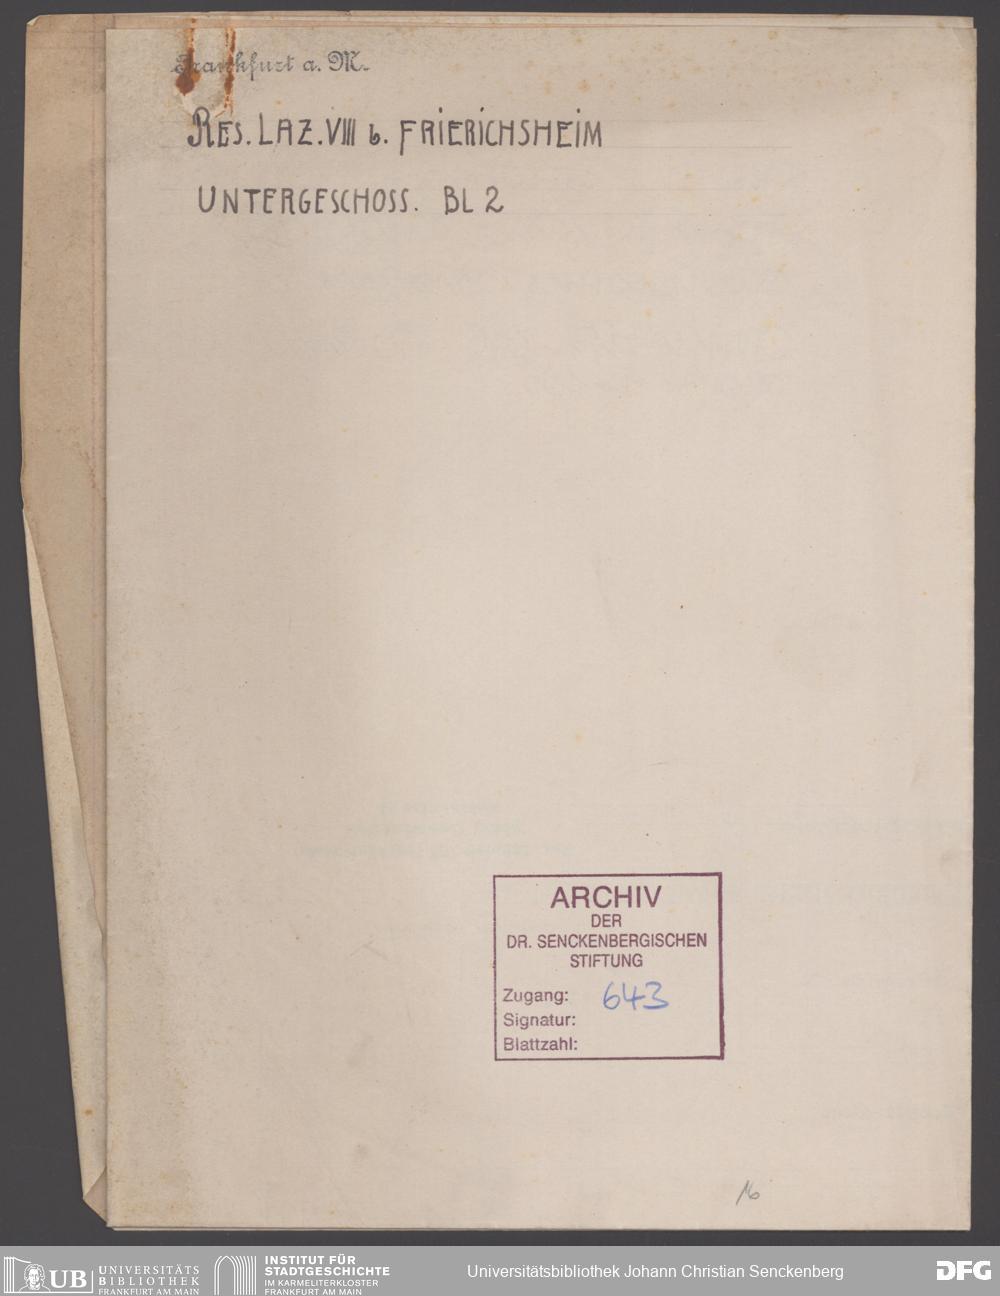 Frankfurt a. M.
RES. LAZ. VIII b. FRIERICHSHEIM
UNTERGESCHOSS. BL 2
ARCHIV
DER
DR. SENCKENBERGISCHEN
STIFTUNG
Zugang: 643
Signatur:
Blattzahl:
16
UB UNIVERSITÄTS
BIBLIOTHEK
FRANKFURT AM MAIN
INSTITUT FÜR
STADTGESCHICHTE
IM KARMELITERKLOSTER
FRANKFURT AM MAIN
Universitätsbibliothek Johann Christian Senckenberg
DFG